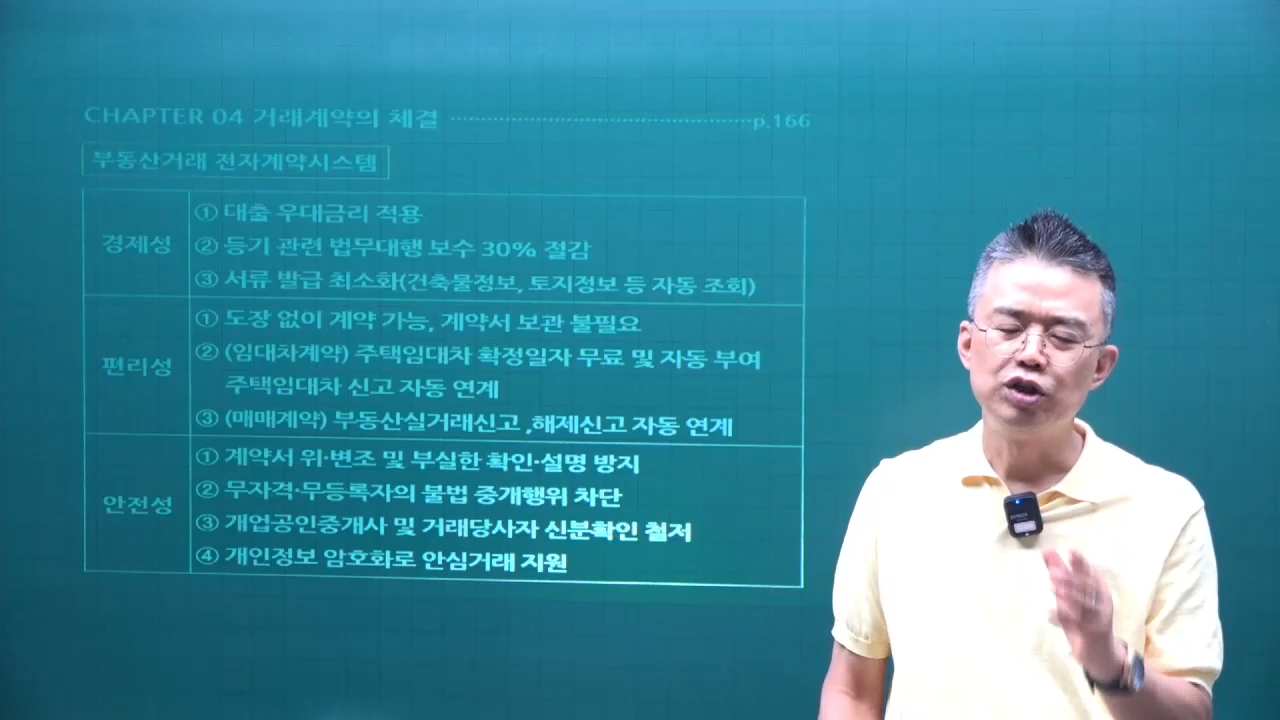 CHAPTER 04 거래계약의 체결 ················································ p.166
부동산거래 전자계약시스템
경제성
① 대출 우대금리 적용
② 등기 관련 법무대행 보수 30% 절감
③ 서류 발급 최소화(건축물정보, 토지정보 등 자동 조회)
편리성
① 도장 없이 계약 가능, 계약서 보관 불필요
② (임대차계약) 주택임대차 확정일자 무료 및 자동 부여
주택임대차 신고 자동 연계
③ (매매계약) 부동산실거래신고 ,해제신고 자동 연계
안전성
① 계약서 위·변조 및 부실한 확인·설명 방지
② 무자격·무등록자의 불법 중개행위 차단
③ 개업공인중개사 및 거래당사자 신분확인 철저
④ 개인정보 암호화로 안심거래 지원